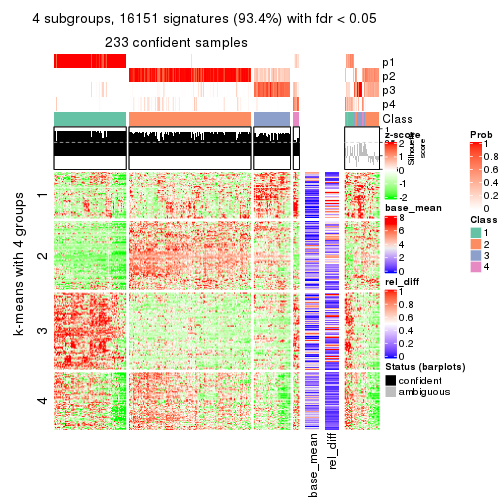 4 subgroups, 16151 signatures (93.4%) with fdr < 0.05
233 confident samples
p1
p2
p3
p4
Class
1
Silhouette
score
k-means with 4 groups
1
2
3
4
base_mean
rel_diff
z-score
2
1
0
-1
-2
base_mean
8
6
4
2
0
rel_diff
1
0.8
0.6
0.4
0.2
0
Status (barplots)
confident
ambiguous
Prob
1
0.8
0.6
0.4
0.2
0
Class
1
2
3
4